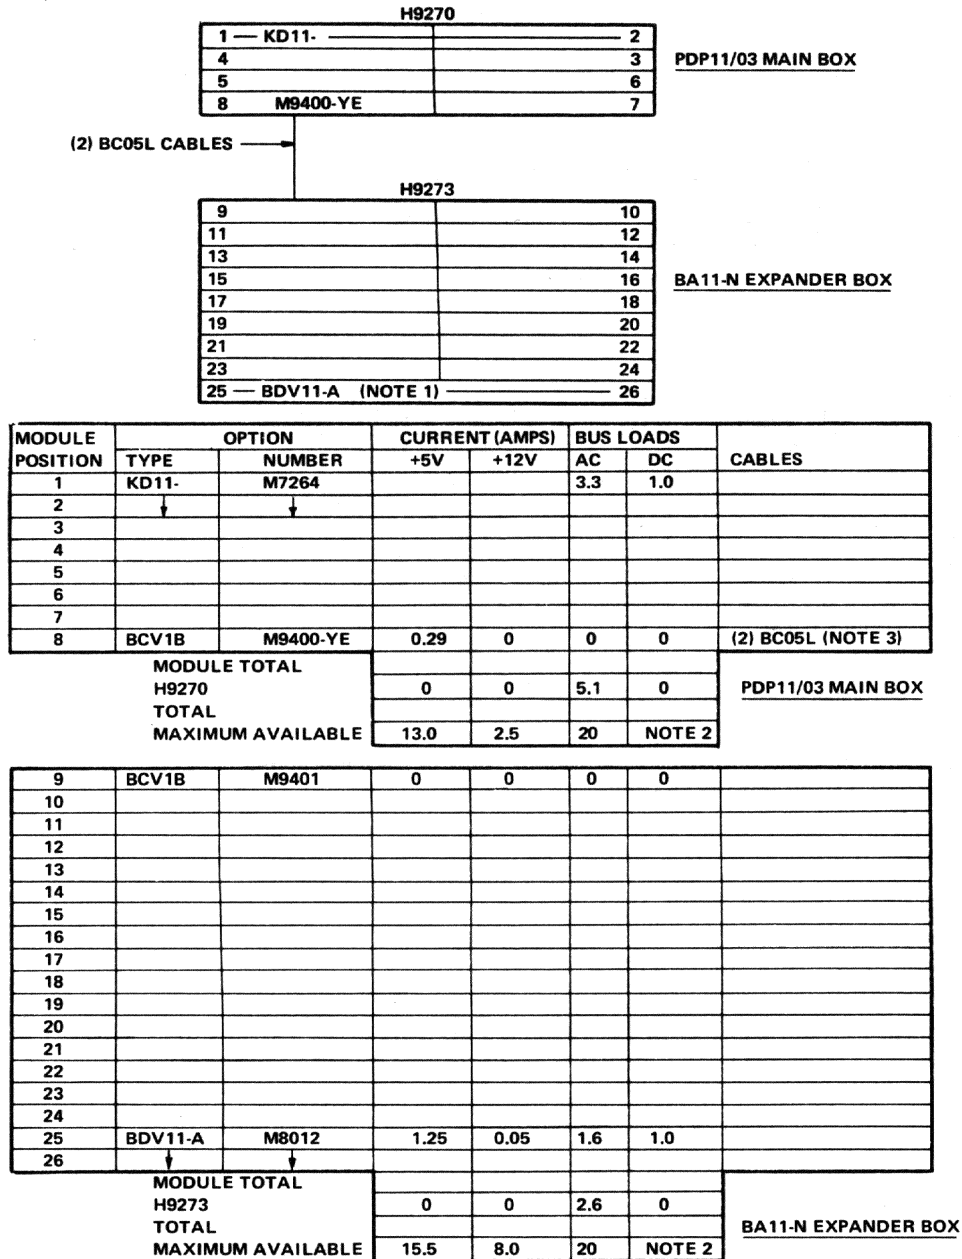 H9270
1 — KD11- 2
4 3
5 6
8 M9400-YE 7
PDP11/03 MAIN BOX
(2) BC05L CABLES
H9273
9 10
11 12
13 14
15 16
17 18
19 20
21 22
23 24
25 — BDV11-A (NOTE 1) 26
BA11-N EXPANDER BOX
MODULE OPTION CURRENT (AMPS) BUS LOADS
POSITION TYPE NUMBER +5V +12V AC DC CABLES
1 KD11- M7264 3.3 1.0
2
3
4
5
6
7
8 BCV1B M9400-YE 0.29 0 0 0 (2) BC05L (NOTE 3)
MODULE TOTAL
H9270 0 0 5.1 0 PDP11/03 MAIN BOX
TOTAL
MAXIMUM AVAILABLE 13.0 2.5 20 NOTE 2
9 BCV1B M9401 0 0 0 0
10
11
12
13
14
15
16
17
18
19
20
21
22
23
24
25 BDV11-A M8012 1.25 0.05 1.6 1.0
26
MODULE TOTAL
H9273 0 0 2.6 0
TOTAL BA11-N EXPANDER BOX
MAXIMUM AVAILABLE 15.5 8.0 20 NOTE 2